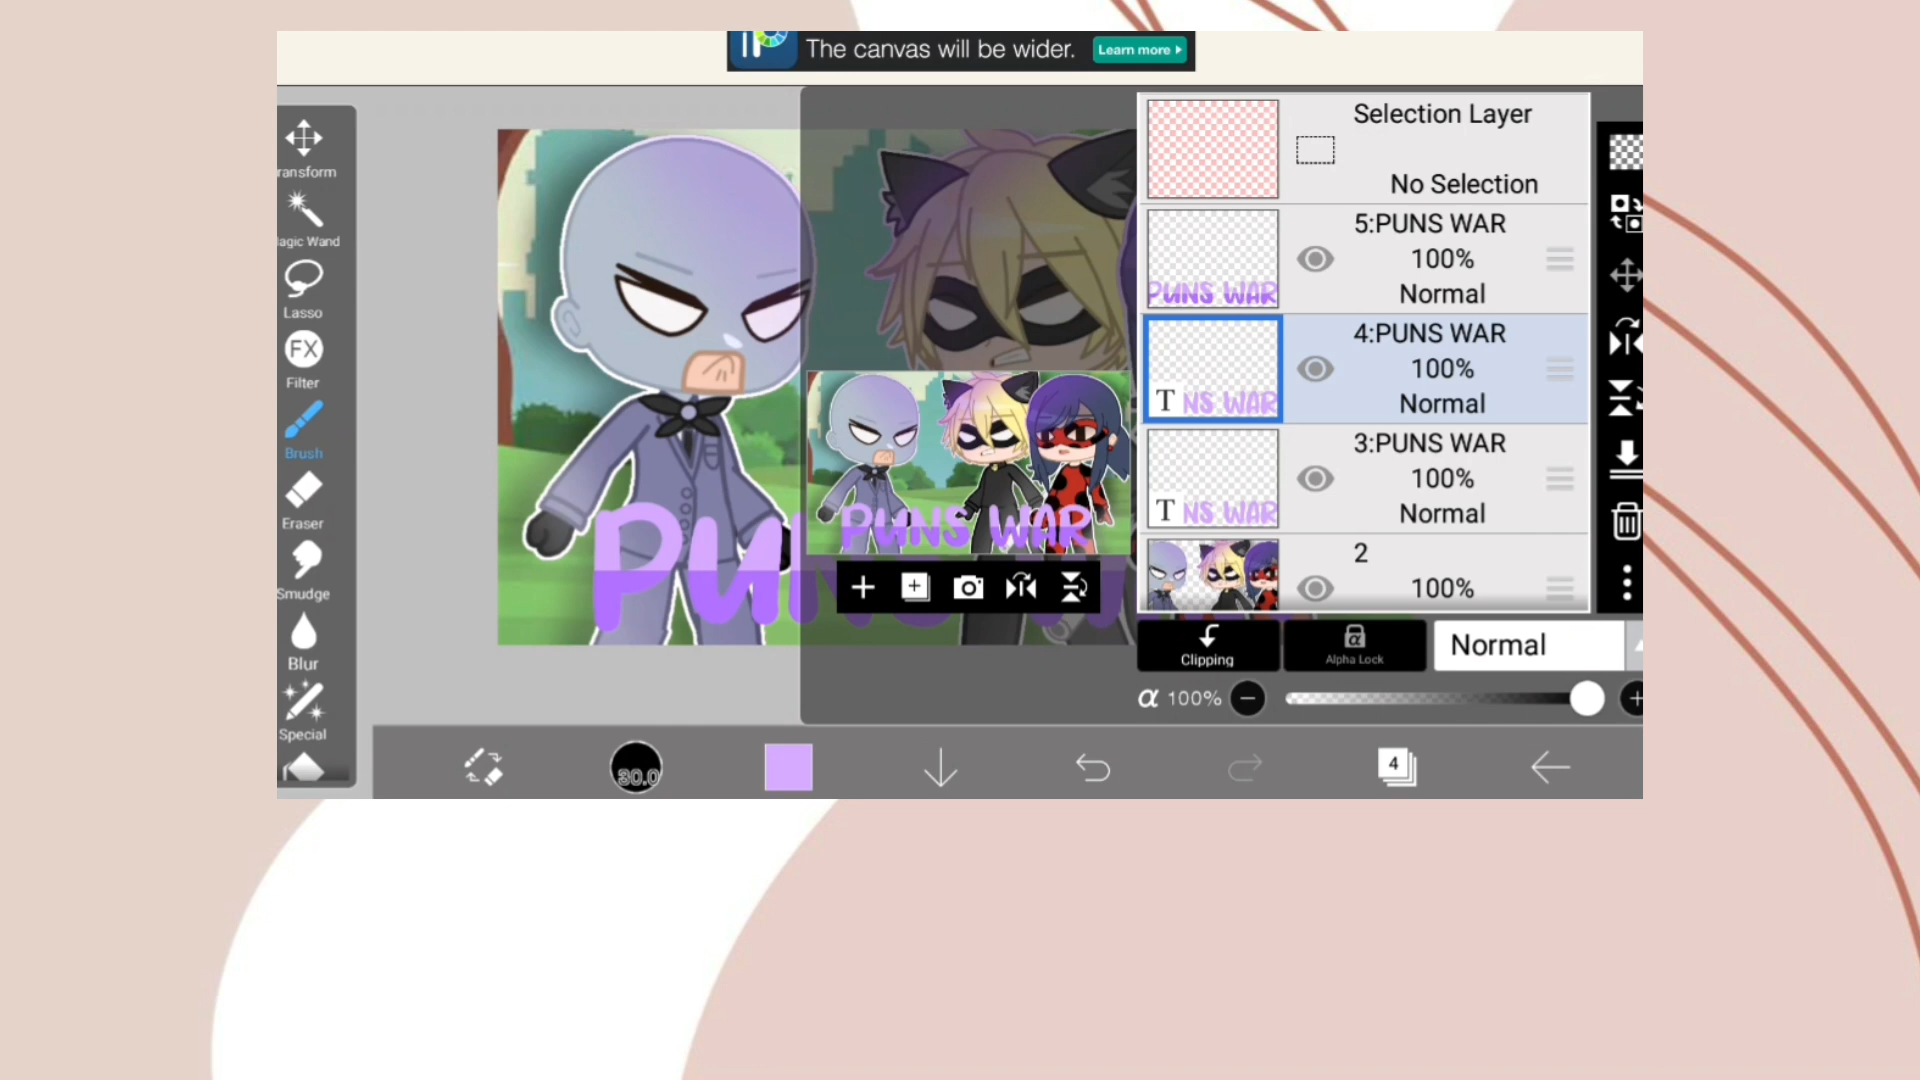 The canvas will be wider.
Learn more
ransform
agic Wand
Lasso
FX
Filter
Brush
Eraser
Smudge
Blur
Special
PUNS WAR
Selection Layer
No Selection
5:PUNS WAR
100%
Normal
PUNS WAR
4:PUNS WAR
100%
Normal
T NS WAR
3:PUNS WAR
100%
Normal
T NS WAR
2
100%
Clipping
α
Alpha Lock
Normal
α 100%
30.0
4
PUN